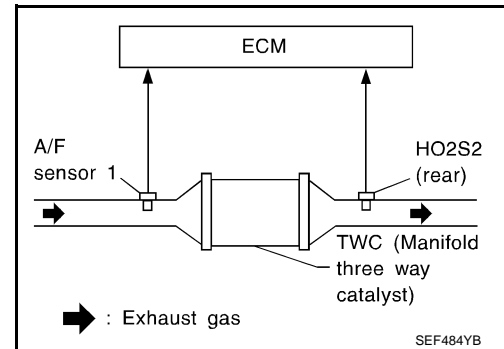 ECM
A/F
sensor 1
HO2S2
(rear)
TWC (Manifold
three way
catalyst)
: Exhaust gas
SEF484YB